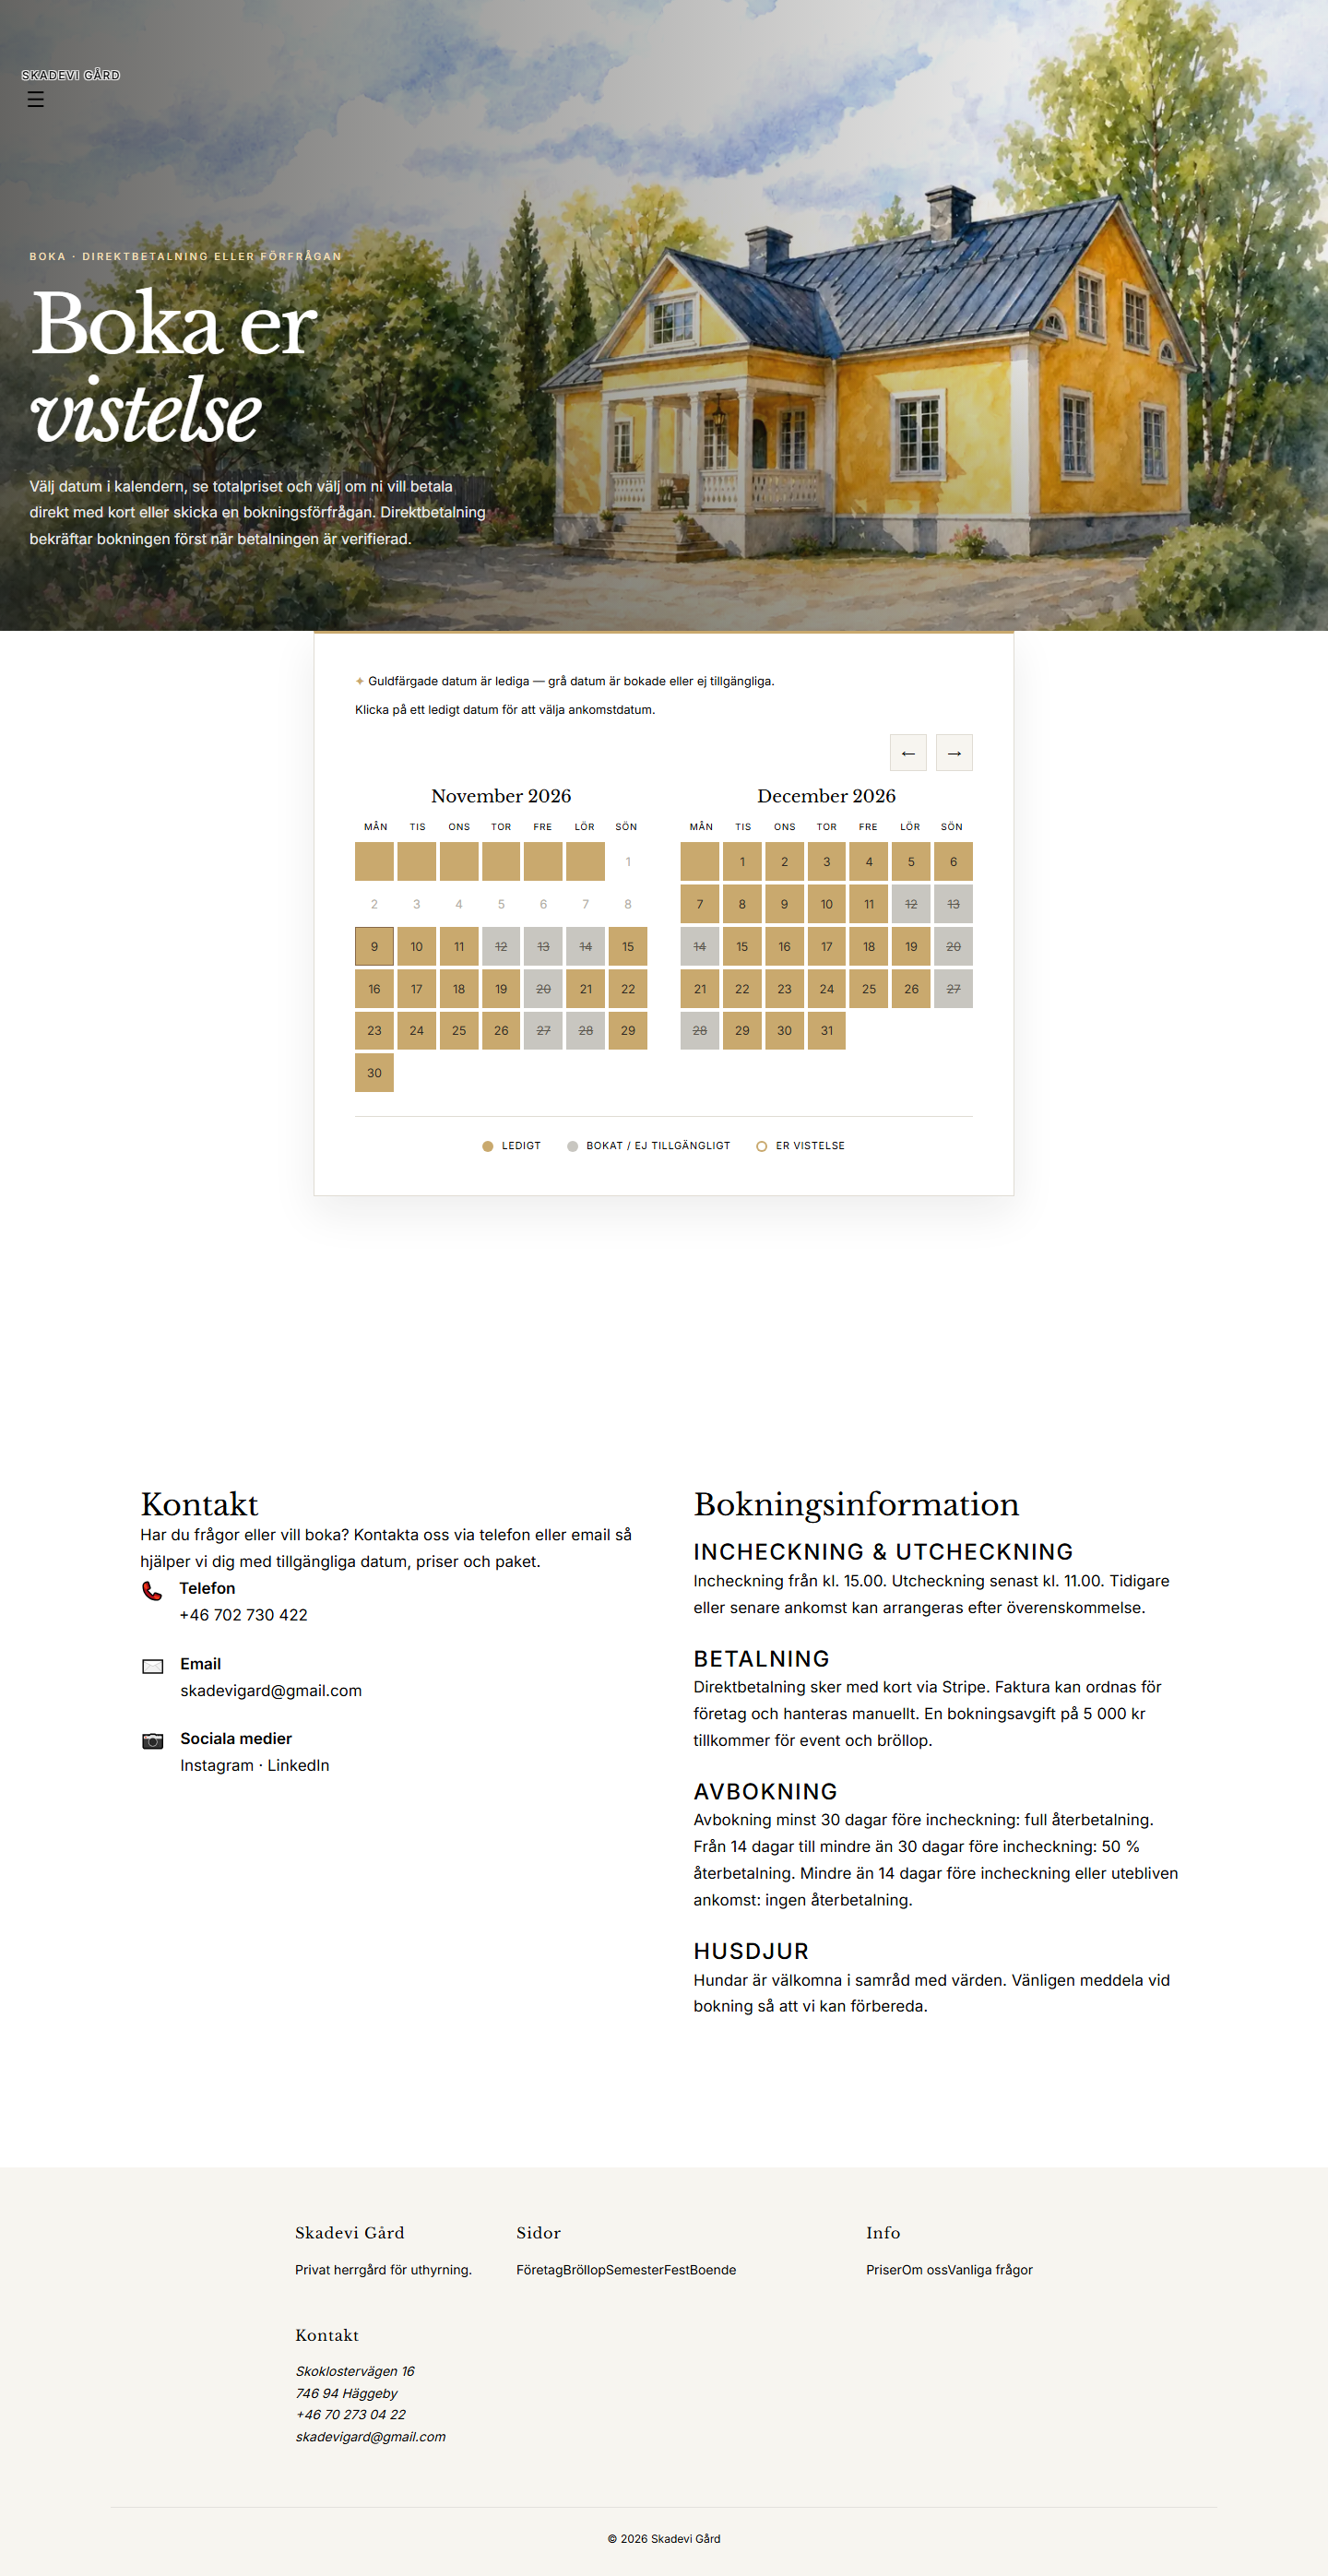 SKADEVI GÅRD
BOKA · DIREKTBETALNING ELLER FÖRFRÅGAN
Boka er
vistelse
Välj datum i kalendern, se totalpriset och välj om ni vill betala
direkt med kort eller skicka en bokningsförfrågan. Direktbetalning
bekräftar bokningen först när betalningen är verifierad.
✦ Guldfärgade datum är lediga — grå datum är bokade eller ej tillgängliga.
Klicka på ett ledigt datum för att välja ankomstdatum.
← →
November 2026
MÅN TIS ONS TOR FRE LÖR SÖN
1
2 3 4 5 6 7 8
9 10 11 12 13 14 15
16 17 18 19 20 21 22
23 24 25 26 27 28 29
30
December 2026
MÅN TIS ONS TOR FRE LÖR SÖN
1 2 3 4 5 6
7 8 9 10 11 12 13
14 15 16 17 18 19 20
21 22 23 24 25 26 27
28 29 30 31
LEDIGT BOKAT / EJ TILLGÄNGLIGT ER VISTELSE
Kontakt
Har du frågor eller vill boka? Kontakta oss via telefon eller email så
hjälper vi dig med tillgängliga datum, priser och paket.
Telefon
+46 702 730 422
Email
skadevigard@gmail.com
Sociala medier
Instagram · LinkedIn
Bokningsinformation
INCHECKNING & UTCHECKNING
Incheckning från kl. 15.00. Utcheckning senast kl. 11.00. Tidigare
eller senare ankomst kan arrangeras efter överenskommelse.
BETALNING
Direktbetalning sker med kort via Stripe. Faktura kan ordnas för
företag och hanteras manuellt. En bokningsavgift på 5 000 kr
tillkommer för event och bröllop.
AVBOKNING
Avbokning minst 30 dagar före incheckning: full återbetalning.
Från 14 dagar till mindre än 30 dagar före incheckning: 50 %
återbetalning. Mindre än 14 dagar före incheckning eller utebliven
ankomst: ingen återbetalning.
HUSDJUR
Hundar är välkomna i samråd med värden. Vänligen meddela vid
bokning så att vi kan förbereda.
Skadevi Gård
Privat herrgård för uthyrning.
Sidor
FöretagBröllopSemesterFestBoende
Info
PriserOm ossVanliga frågor
Kontakt
Skoklostervägen 16
746 94 Häggeby
+46 70 273 04 22
skadevigard@gmail.com
© 2026 Skadevi Gård